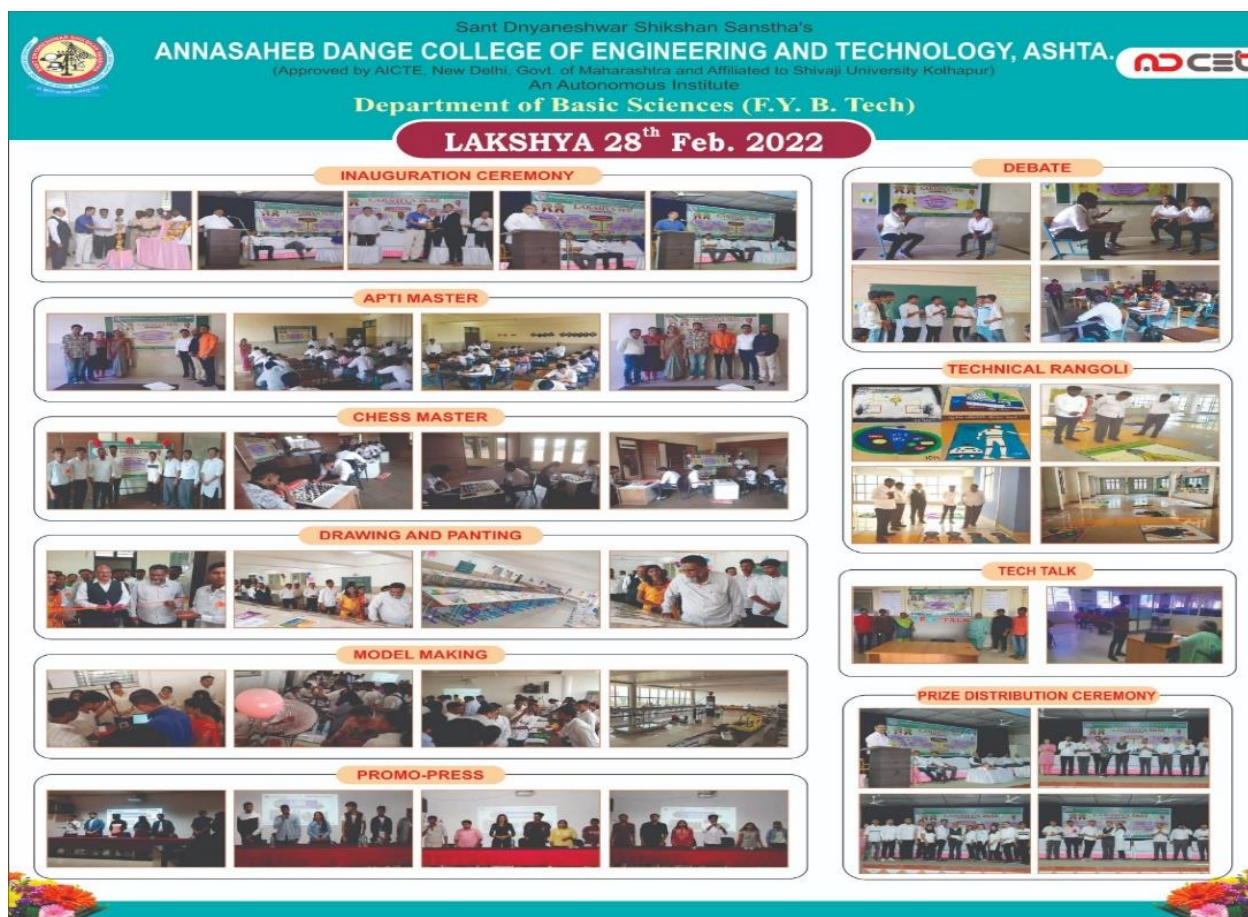 Sant Dnyaneshwar Shikshan Sanstha's
ANNASAHEB DANGE COLLEGE OF ENGINEERING AND TECHNOLOGY, ASHTA.
ADCET
(Approved by AICTE, New Delhi, Govt. of Maharashtra and Affiliated to Shivaji University Kolhapur)
An Autonomous Institute
Department of Basic Sciences (F.Y. B. Tech)
LAKSHYA 28th Feb. 2022
INAUGURATION CEREMONY
APTI MASTER
CHESS MASTER
DRAWING AND PANTING
MODEL MAKING
PROMO-PRESS
DEBATE
TECHNICAL RANGOLI
TECH TALK
PRIZE DISTRIBUTION CEREMONY